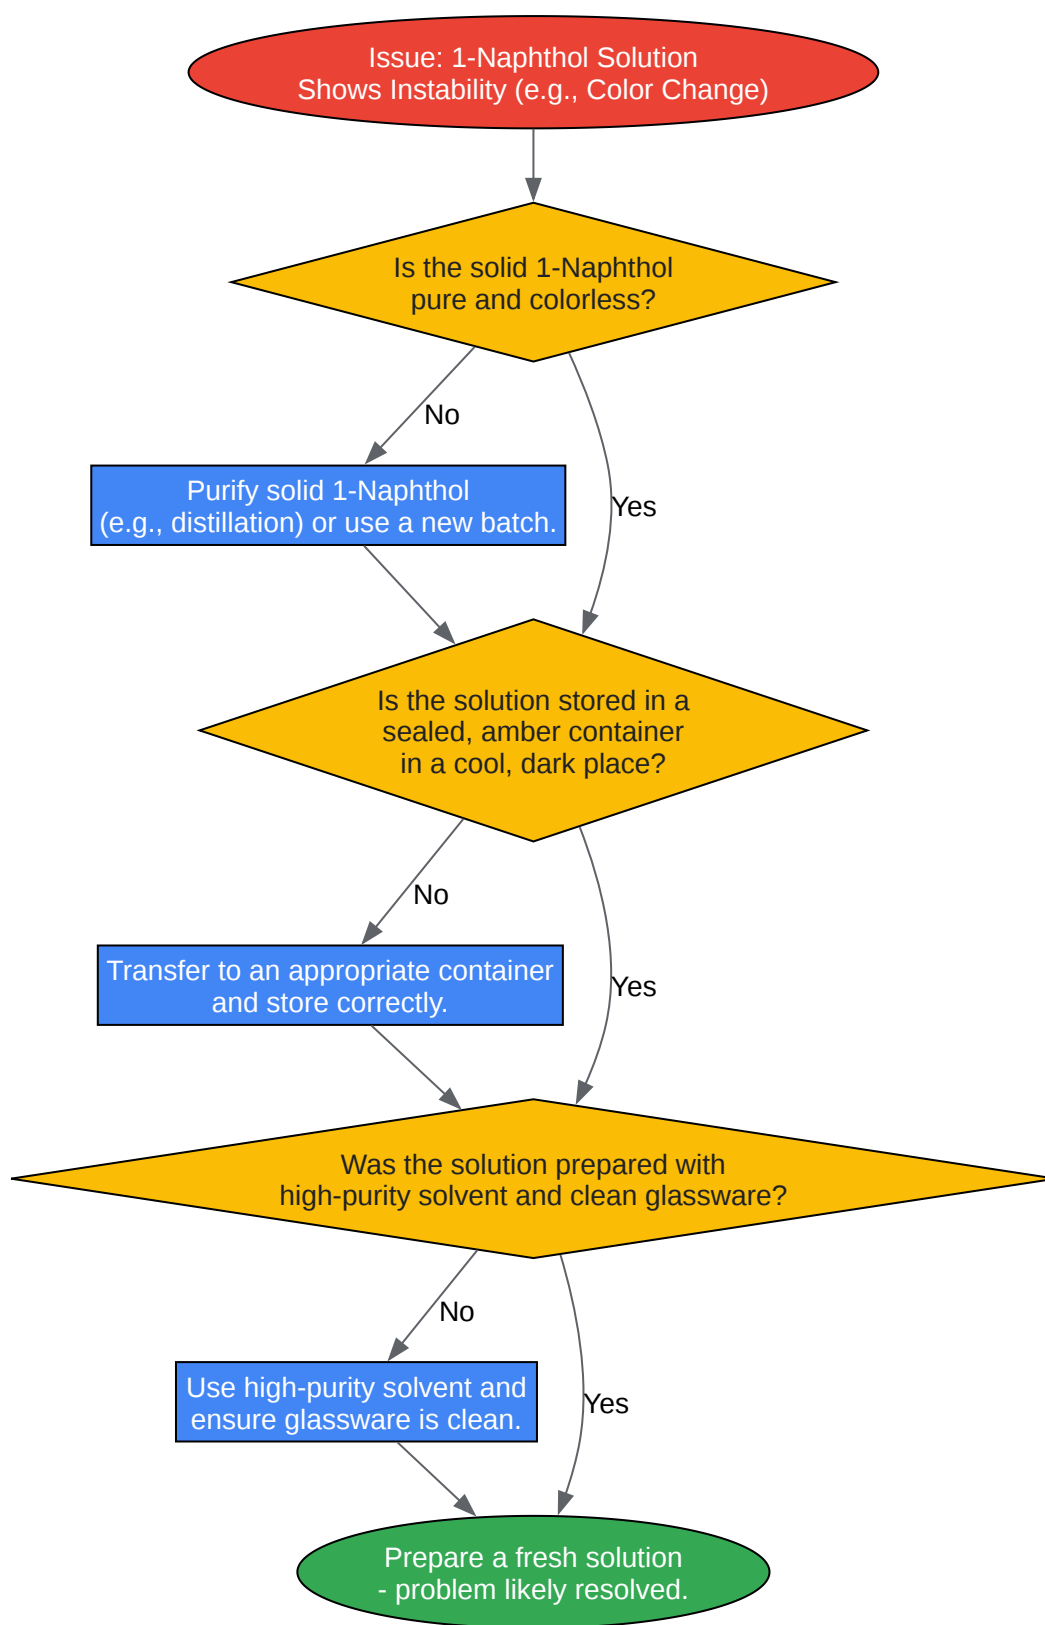 Issue: 1-Naphthol Solution
Shows Instability (e.g., Color Change)
Is the solid 1-Naphthol
pure and colorless?
No
Purify solid 1-Naphthol
(e.g., distillation) or use a new batch.
Yes
Is the solution stored in a
sealed, amber container
in a cool, dark place?
No
Transfer to an appropriate container
and store correctly.
Yes
Was the solution prepared with
high-purity solvent and clean glassware?
No
Use high-purity solvent and
ensure glassware is clean.
Yes
Prepare a fresh solution
- problem likely resolved.